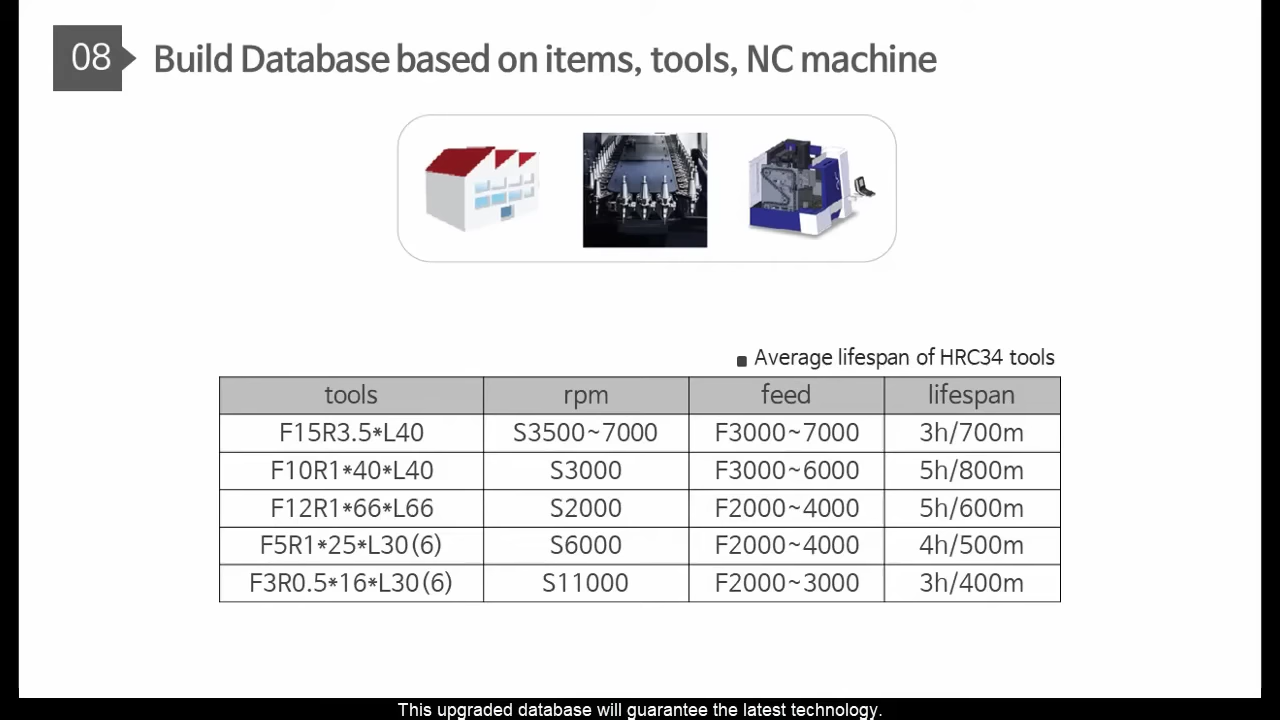 08
Build Database based on items, tools, NC machine
Average lifespan of HRC34 tools
tools rpm feed lifespan
F15R3.5*L40 S3500~7000 F3000~7000 3h/700m
F10R1*40*L40 S3000 F3000~6000 5h/800m
F12R1*66*L66 S2000 F2000~4000 5h/600m
F5R1*25*L30(6) S6000 F2000~4000 4h/500m
F3R0.5*16*L30(6) S11000 F2000~3000 3h/400m
This upgraded database will guarantee the latest technology.